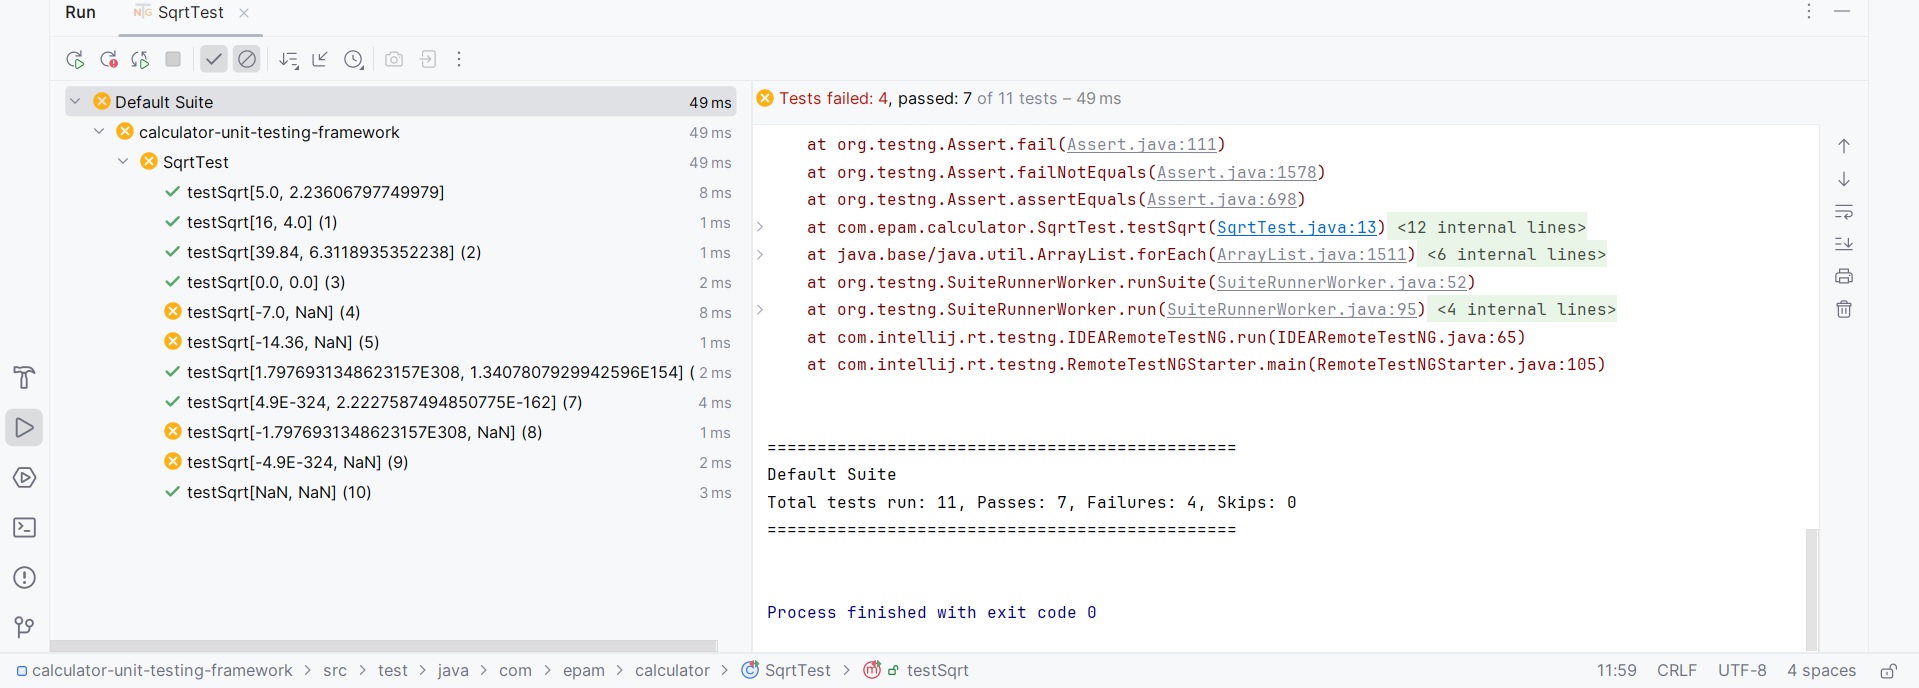 Run SqrtTest
Default Suite 49 ms
calculator-unit-testing-framework 49 ms
SqrtTest 49 ms
testSqrt[5.0, 2.23606797749979] 8 ms
testSqrt[16, 4.0] (1) 1 ms
testSqrt[39.84, 6.3118935352238] (2) 1 ms
testSqrt[0.0, 0.0] (3) 2 ms
testSqrt[-7.0, NaN] (4) 8 ms
testSqrt[-14.36, NaN] (5) 1 ms
testSqrt[1.7976931348623157E308, 1.3407807929942596E154] ( 2 ms
testSqrt[4.9E-324, 2.2227587494850775E-162] (7) 4 ms
testSqrt[-1.7976931348623157E308, NaN] (8) 1 ms
testSqrt[-4.9E-324, NaN] (9) 2 ms
testSqrt[NaN, NaN] (10) 3 ms
Tests failed: 4, passed: 7 of 11 tests – 49 ms
at org.testng.Assert.fail(Assert.java:111)
at org.testng.Assert.failNotEquals(Assert.java:1578)
at org.testng.Assert.assertEquals(Assert.java:698)
at com.epam.calculator.SqrtTest.testSqrt(SqrtTest.java:13) <12 internal lines>
at java.base/java.util.ArrayList.forEach(ArrayList.java:1511) <6 internal lines>
at org.testng.SuiteRunnerWorker.runSuite(SuiteRunnerWorker.java:52)
at org.testng.SuiteRunnerWorker.run(SuiteRunnerWorker.java:95) <4 internal lines>
at com.intellij.rt.testng.IDEARemoteTestNG.run(IDEARemoteTestNG.java:65)
at com.intellij.rt.testng.RemoteTestNGStarter.main(RemoteTestNGStarter.java:105)
===============================================
Default Suite
Total tests run: 11, Passes: 7, Failures: 4, Skips: 0
===============================================
Process finished with exit code 0
calculator-unit-testing-framework > src > test > java > com > epam > calculator > SqrtTest > testSqrt 11:59 CRLF UTF-8 4 spaces